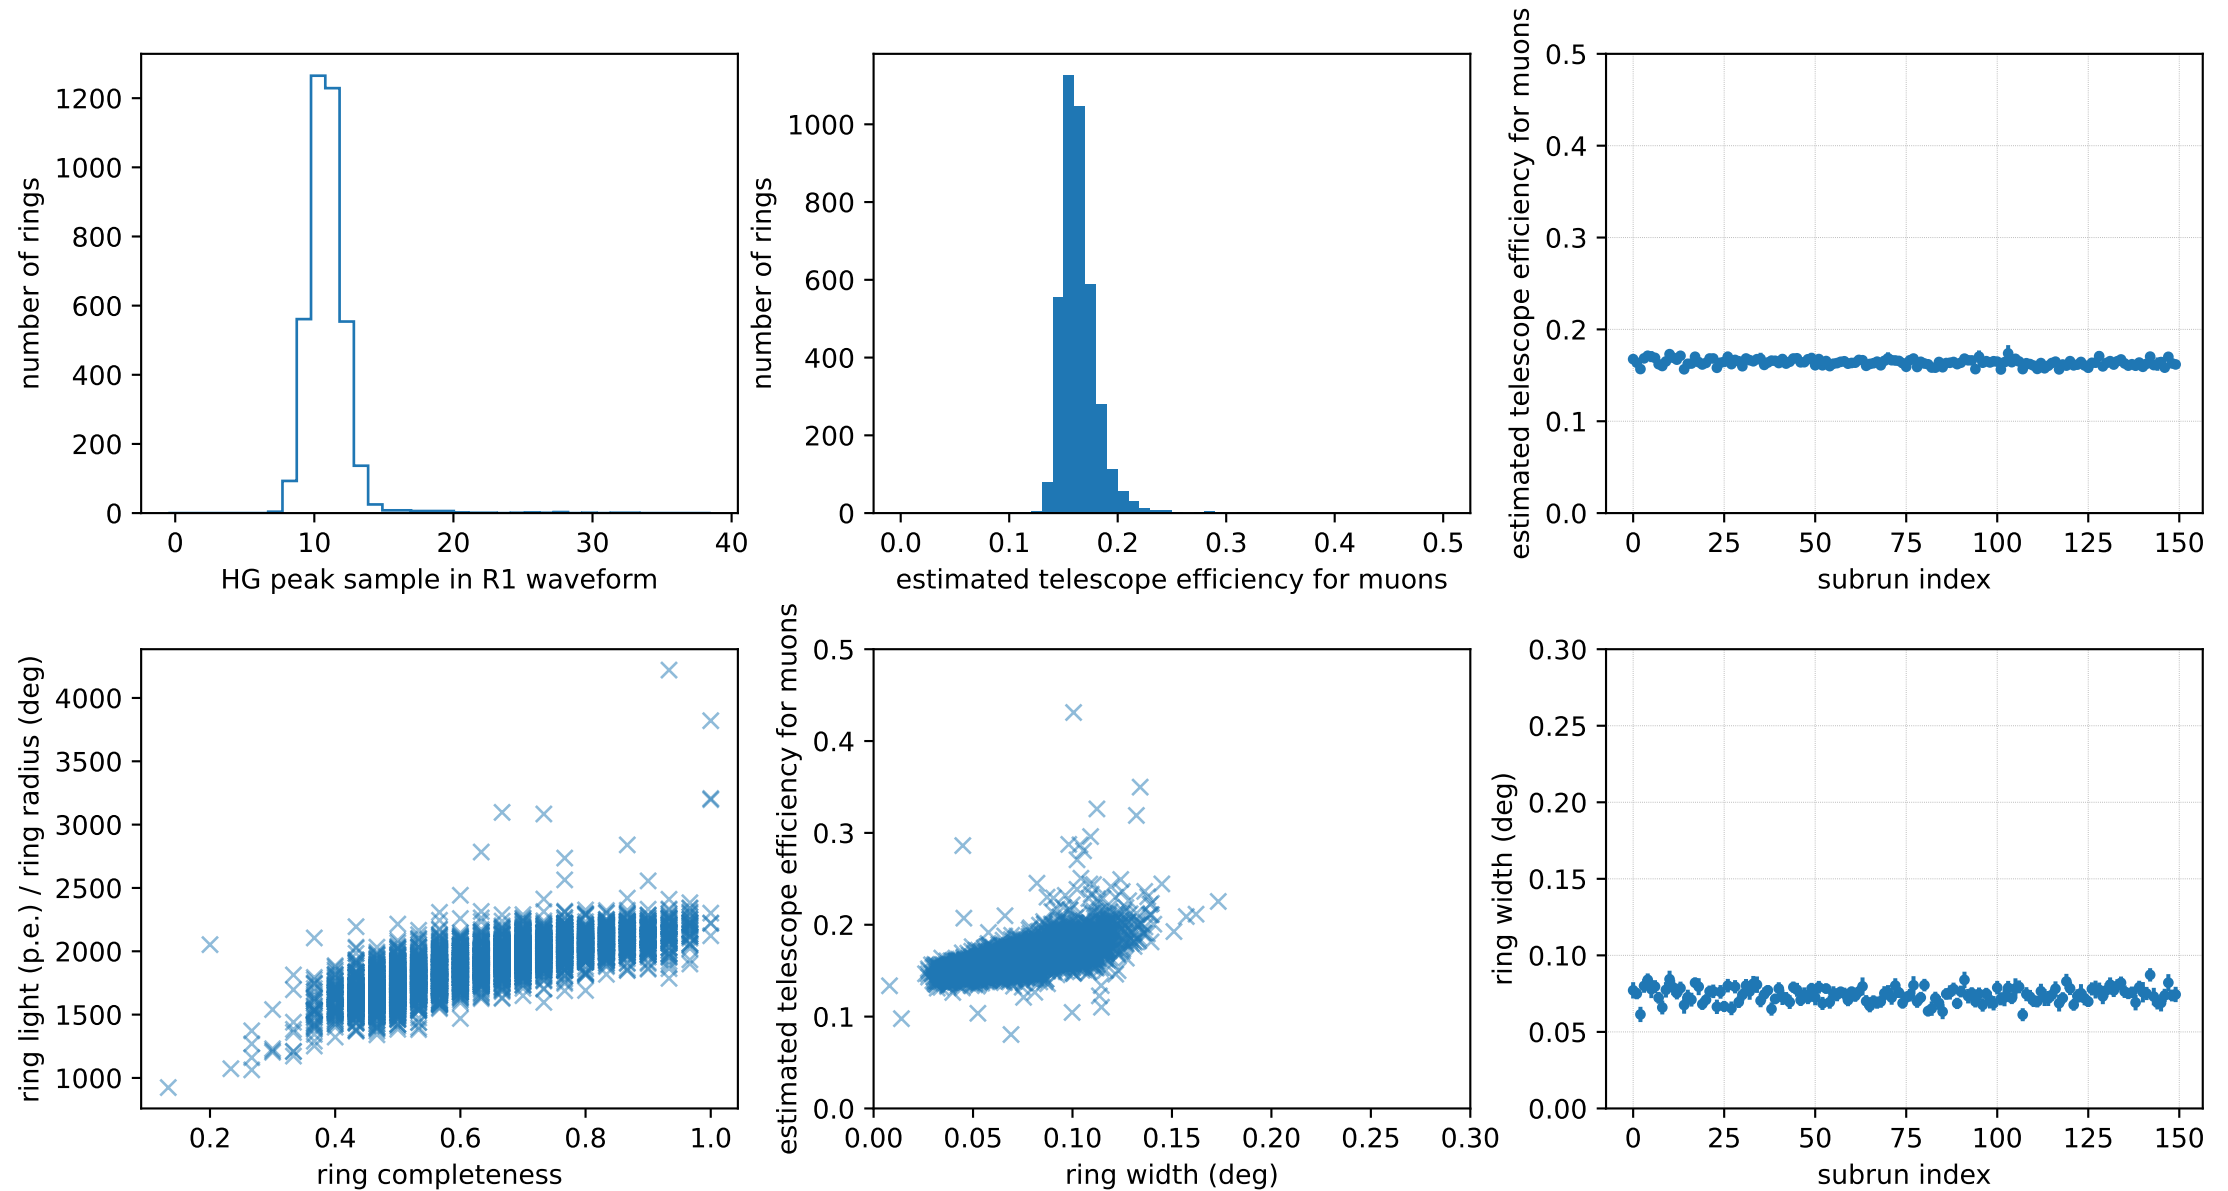 number of rings
1200
1000
800
600
400
200
0
0 10 20 30 40
HG peak sample in R1 waveform
number of rings
1000
800
600
400
200
0
0.0 0.1 0.2 0.3 0.4 0.5
estimated telescope efficiency for muons
estimated telescope efficiency for muons
0.5
0.4
0.3
0.2
0.1
0.0
0 25 50 75 100 125 150
subrun index
ring light (p.e.) / ring radius (deg)
4000
3500
3000
2500
2000
1500
1000
0.2 0.4 0.6 0.8 1.0
ring completeness
estimated telescope efficiency for muons
0.5
0.4
0.3
0.2
0.1
0.0
0.00 0.05 0.10 0.15 0.20 0.25 0.30
ring width (deg)
ring width (deg)
0.30
0.25
0.20
0.15
0.10
0.05
0.00
0 25 50 75 100 125 150
subrun index